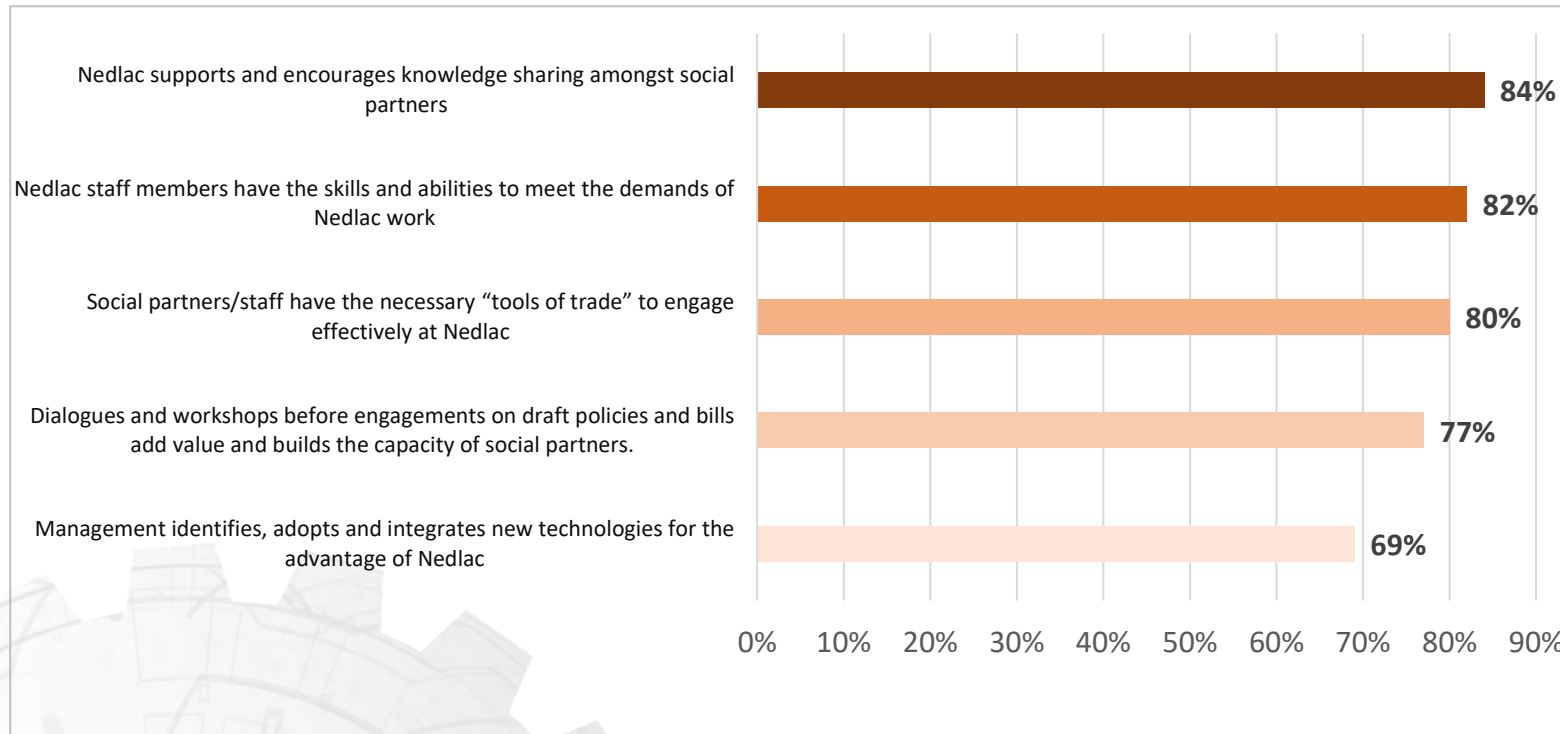 Nedlac supports and encourages knowledge sharing amongst social
partners
84%
Nedlac staff members have the skills and abilities to meet the demands of
Nedlac work
82%
Social partners/staff have the necessary “tools of trade” to engage
effectively at Nedlac
80%
Dialogues and workshops before engagements on draft policies and bills
add value and builds the capacity of social partners.
77%
Management identifies, adopts and integrates new technologies for the
advantage of Nedlac
69%
0% 10% 20% 30% 40% 50% 60% 70% 80% 90%